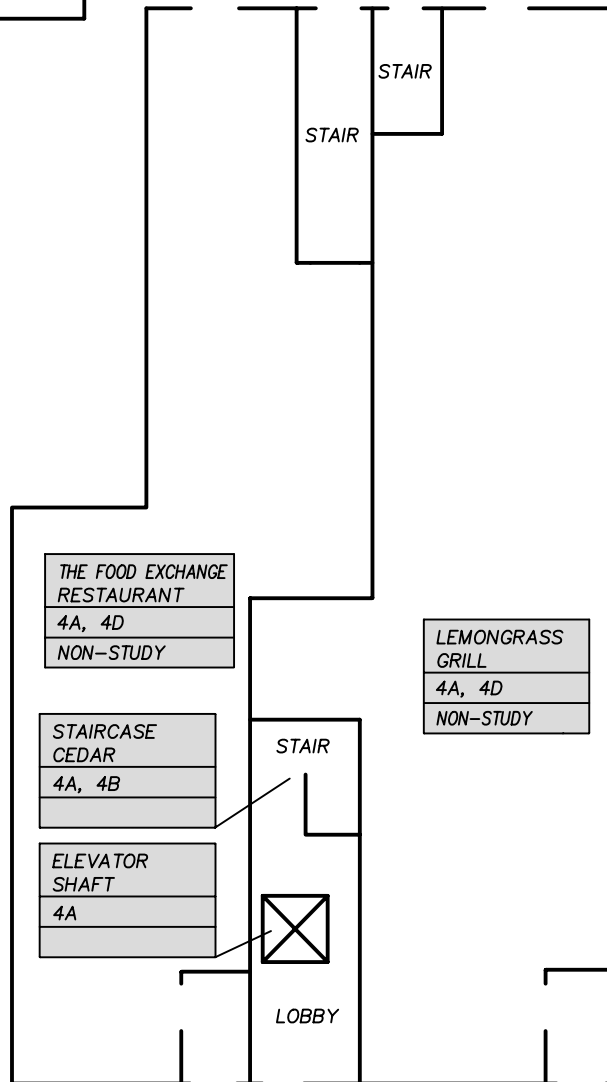 STAIR
STAIR
THE FOOD EXCHANGE
RESTAURANT
4A, 4D
NON-STUDY
LEMONGRASS
GRILL
4A, 4D
NON-STUDY
STAIRCASE
CEDAR
4A, 4B
STAIR
ELEVATOR
SHAFT
4A
LOBBY